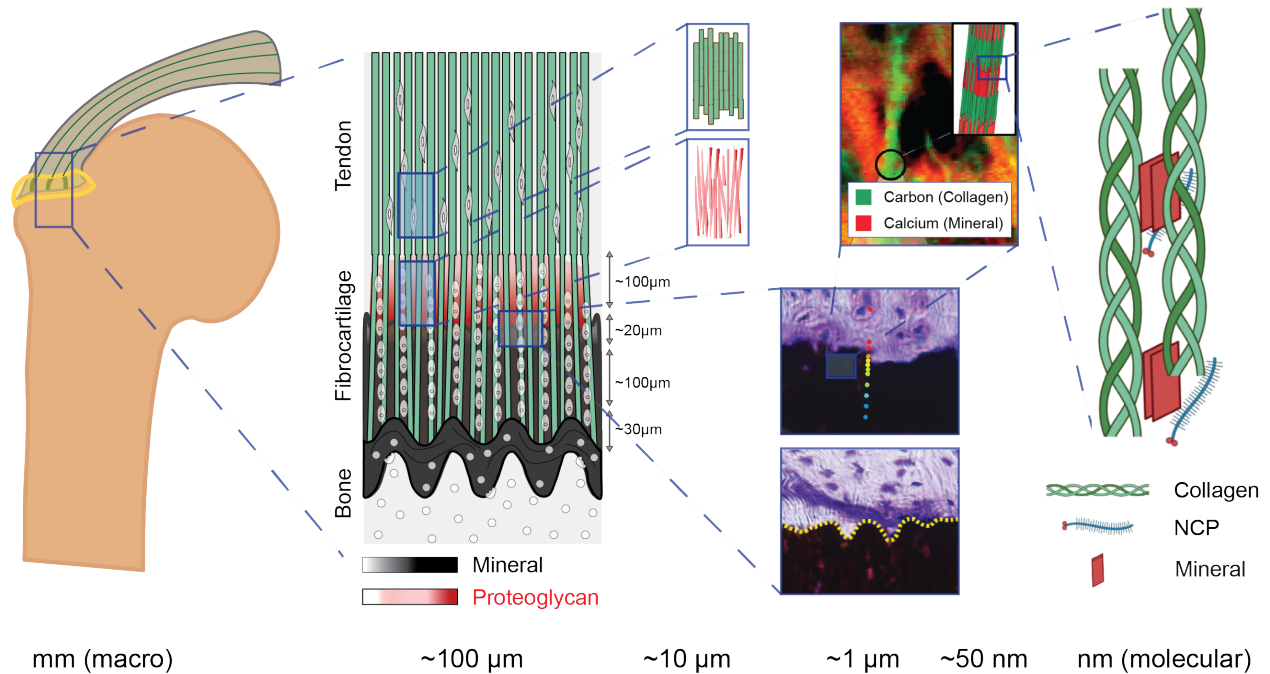 Tendon
Fibrocartilage
Bone
~100μm
~20μm
~100μm
~30μm
Mineral
Proteoglycan
Carbon (Collagen)
Calcium (Mineral)
Collagen
NCP
Mineral
mm (macro)
~100 μm
~10 μm
~1 μm
~50 nm
nm (molecular)